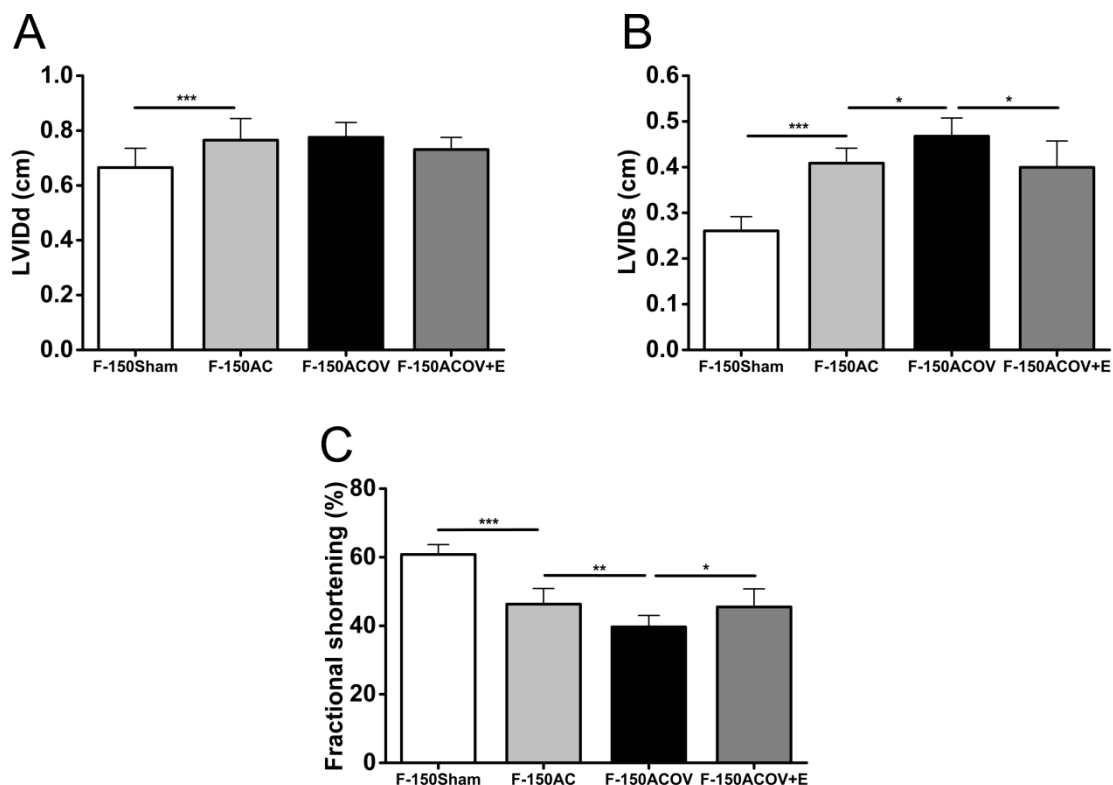 A
LVIDd (cm)
1.0
0.8
0.6
0.4
0.2
0.0
***
F-150Sham F-150AC F-150ACOV F-150ACOV+E
B
LVIDs (cm)
0.6
0.5
0.4
0.3
0.2
0.1
0.0
*** * *
F-150Sham F-150AC F-150ACOV F-150ACOV+E
C
Fractional shortening (%)
80
60
40
20
0
*** ** *
F-150Sham F-150AC F-150ACOV F-150ACOV+E